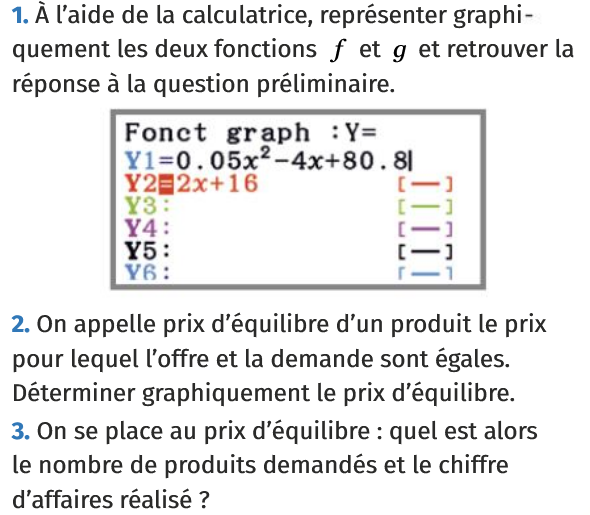 1. À l'aide de la calculatrice, représenter graphi-
quement les deux fonctions f et g et retrouver la
réponse à la question préliminaire.
Fonct graph :Y=
Y1=0.05x²-4x+80.8|
Y2=2x+16 [—]
Y3: [—]
Y4: [—]
Y5: [—]
Y6: [—]
2. On appelle prix d'équilibre d'un produit le prix
pour lequel l'offre et la demande sont égales.
Déterminer graphiquement le prix d'équilibre.
3. On se place au prix d'équilibre : quel est alors
le nombre de produits demandés et le chiffre
d'affaires réalisé ?